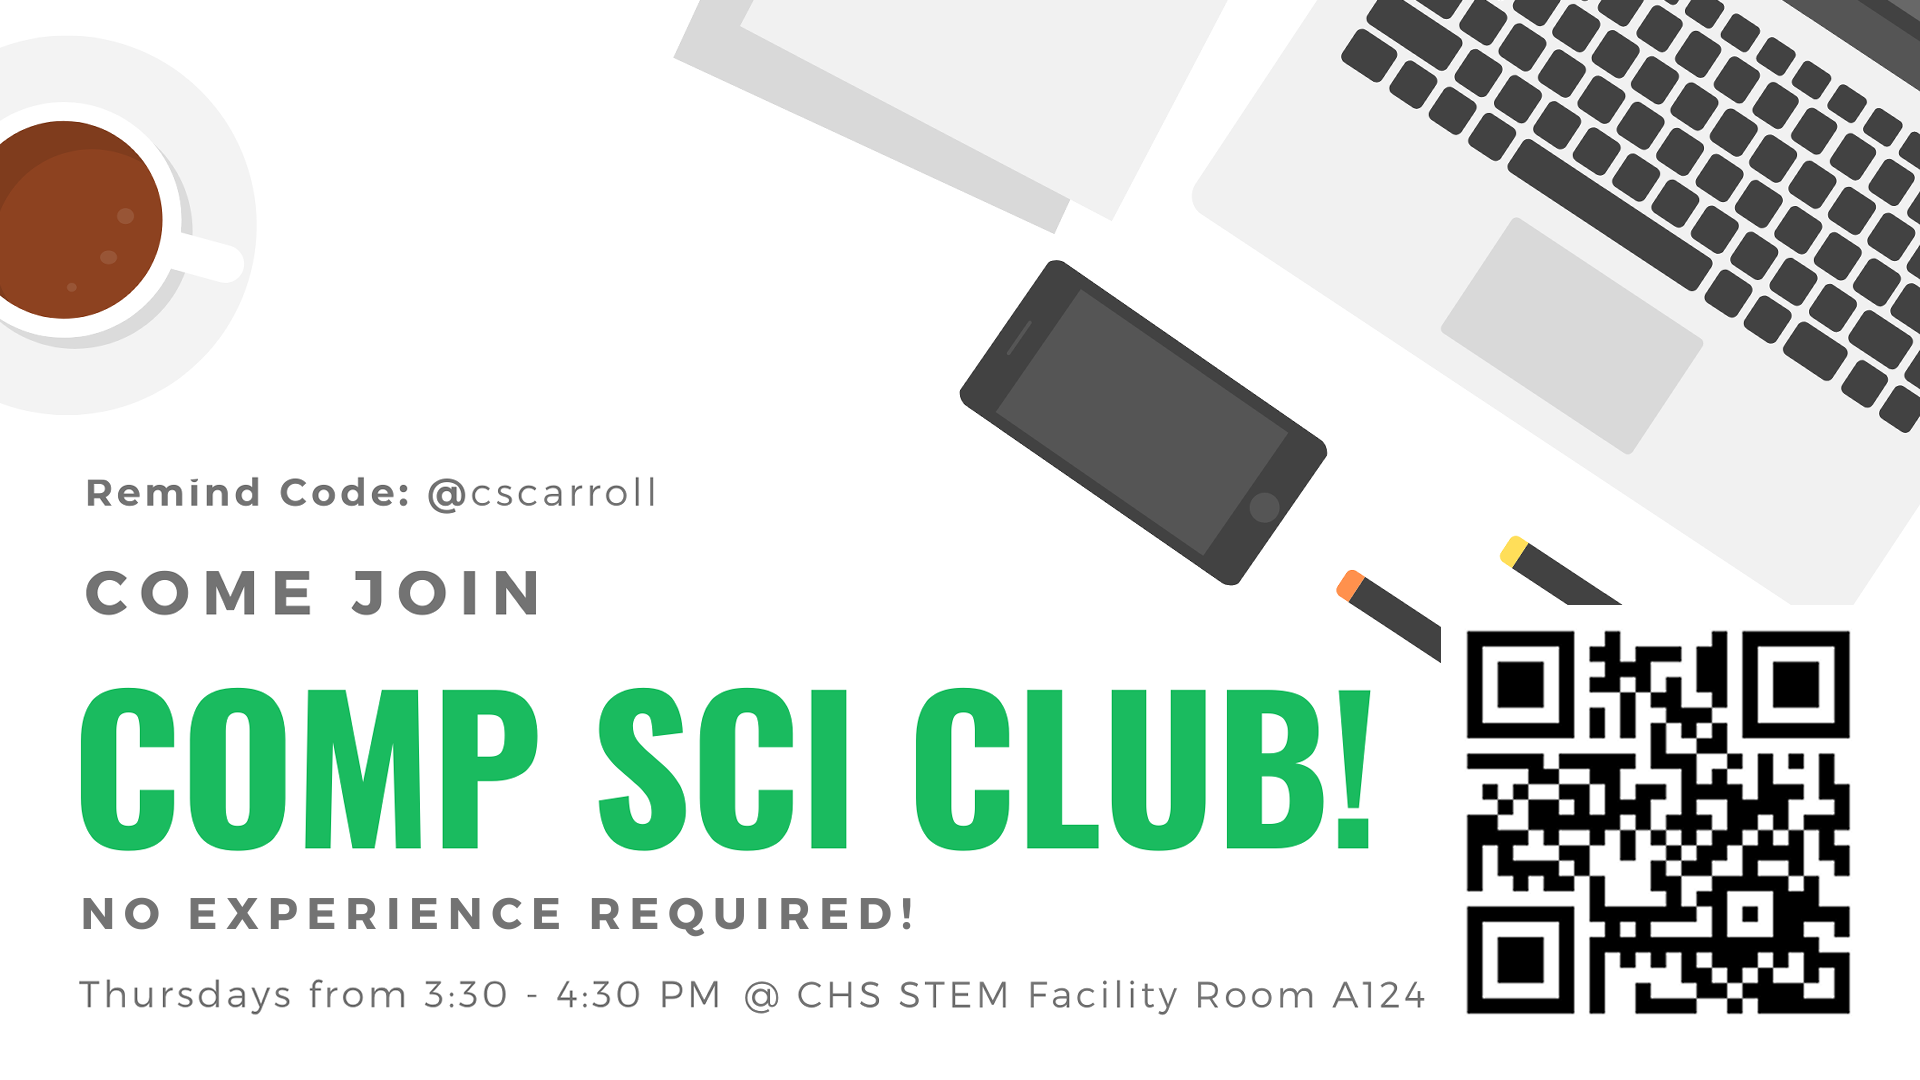 Remind Code: @cscarroll
COME JOIN
COMP SCI CLUB!
NO EXPERIENCE REQUIRED!
Thursdays from 3:30 - 4:30 PM @ CHS STEM Facility Room A124